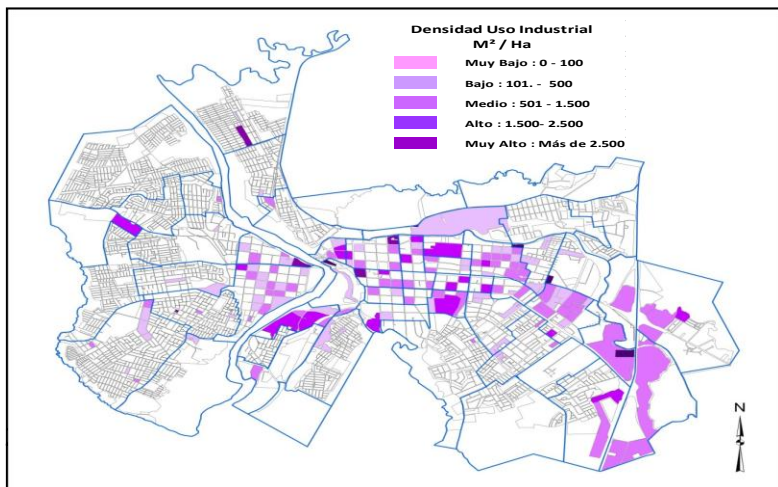 Densidad Uso Industrial
M² / Ha
Muy Bajo : 0 - 100
Bajo : 101. - 500
Medio : 501 - 1.500
Alto : 1.500- 2.500
Muy Alto : Más de 2.500
N